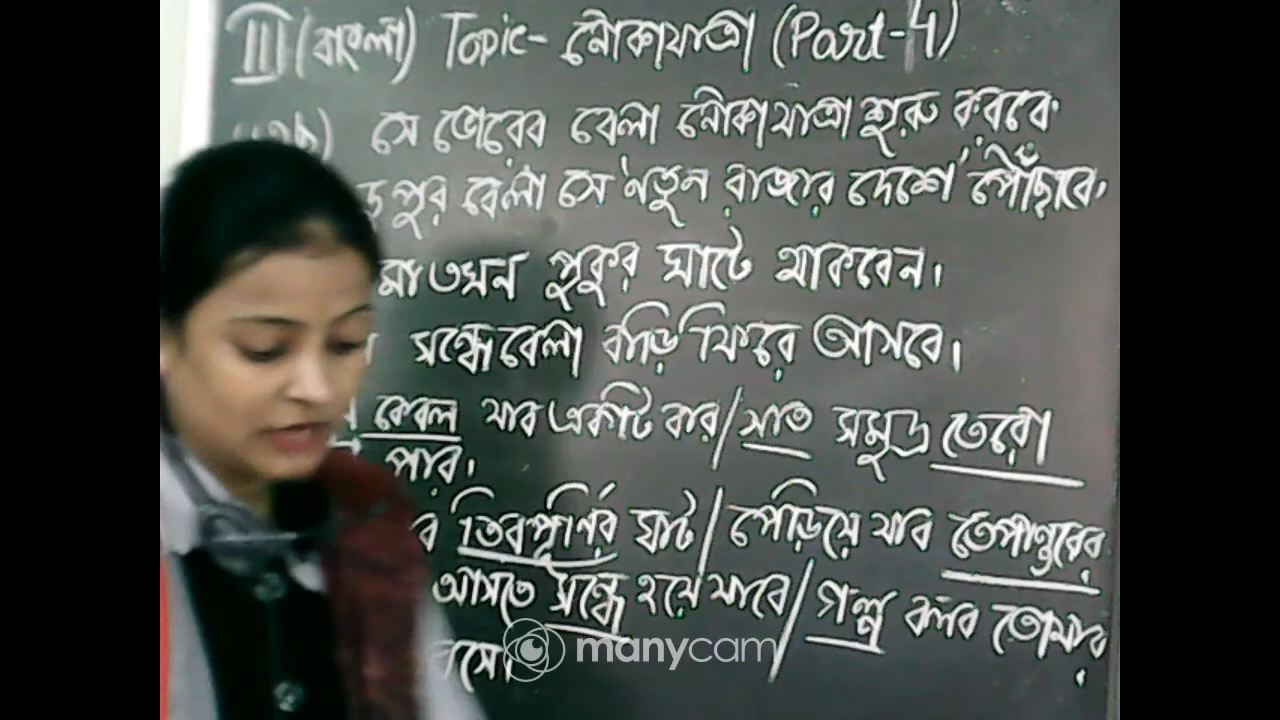 III (বাংলা) Topic- নৌকাযাত্রা (Part-4)
সে ভোরের বেলা নৌকাযাত্রা শুরু করবে
বেলা সে নতুন রাজার দেশে পৌঁছাবে
মা তখন পুকুর ঘাটে থাকবেন।
সন্ধেবেলা বাড়ি ফিরে আসবে।
কেবল যাব একটি বার/সাত সমুদ্র তেরো
পার।
তিরপূর্ণির ঘাট/পেড়িয়ে যাব তেপান্তরের
আসতে সন্ধে হয়ে যাবে/গল্প বলব তোমার
manycam